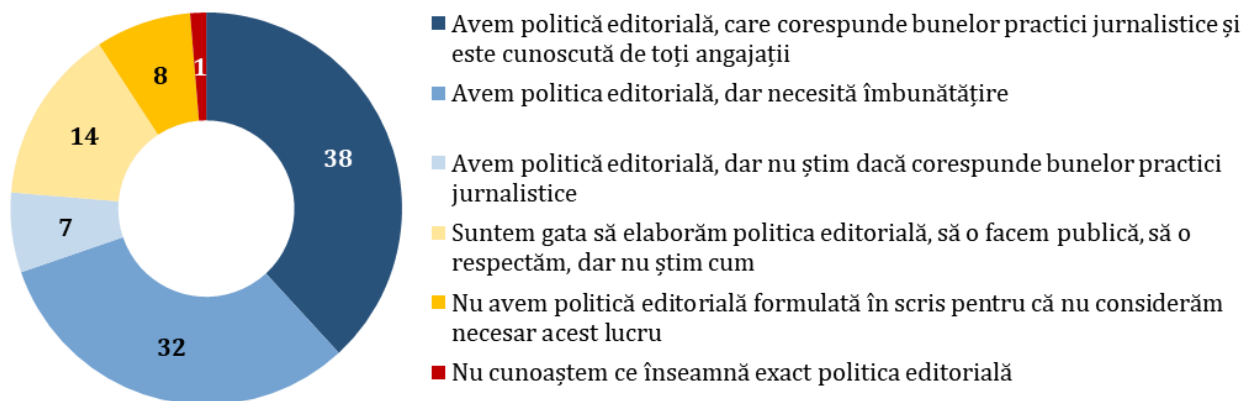 38
32
7
14
8
1
Avem politică editorială, care corespunde bunelor practici jurnalistice și
este cunoscută de toți angajații
Avem politica editorială, dar necesită îmbunătățire
Avem politică editorială, dar nu știm dacă corespunde bunelor practici
jurnalistice
Suntem gata să elaborăm politica editorială, să o facem publică, să o
respectăm, dar nu știm cum
Nu avem politică editorială formulată în scris pentru că nu considerăm
necesar acest lucru
Nu cunoaștem ce înseamnă exact politica editorială